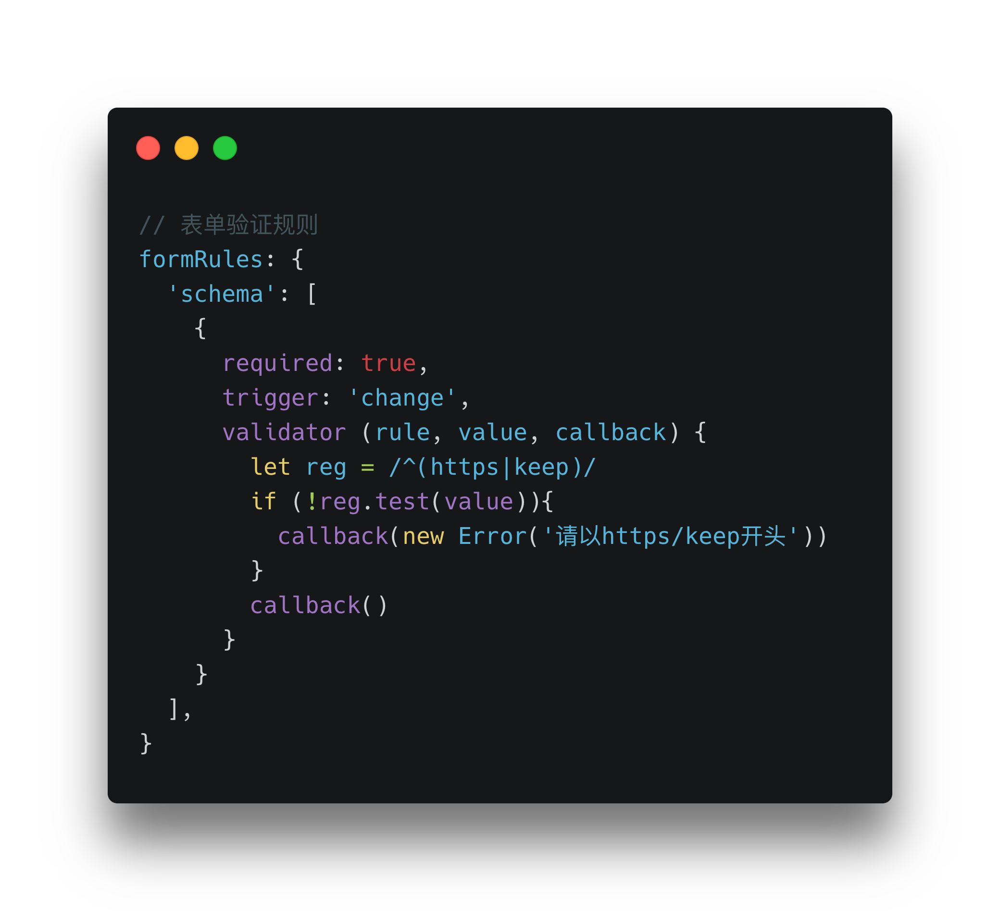 // 表单验证规则
formRules: {
  'schema': [
    {
      required: true,
      trigger: 'change',
      validator (rule, value, callback) {
        let reg = /^(https|keep)/
        if (!reg.test(value)){
          callback(new Error('请以https/keep开头'))
        }
        callback()
      }
    }
  ],
}